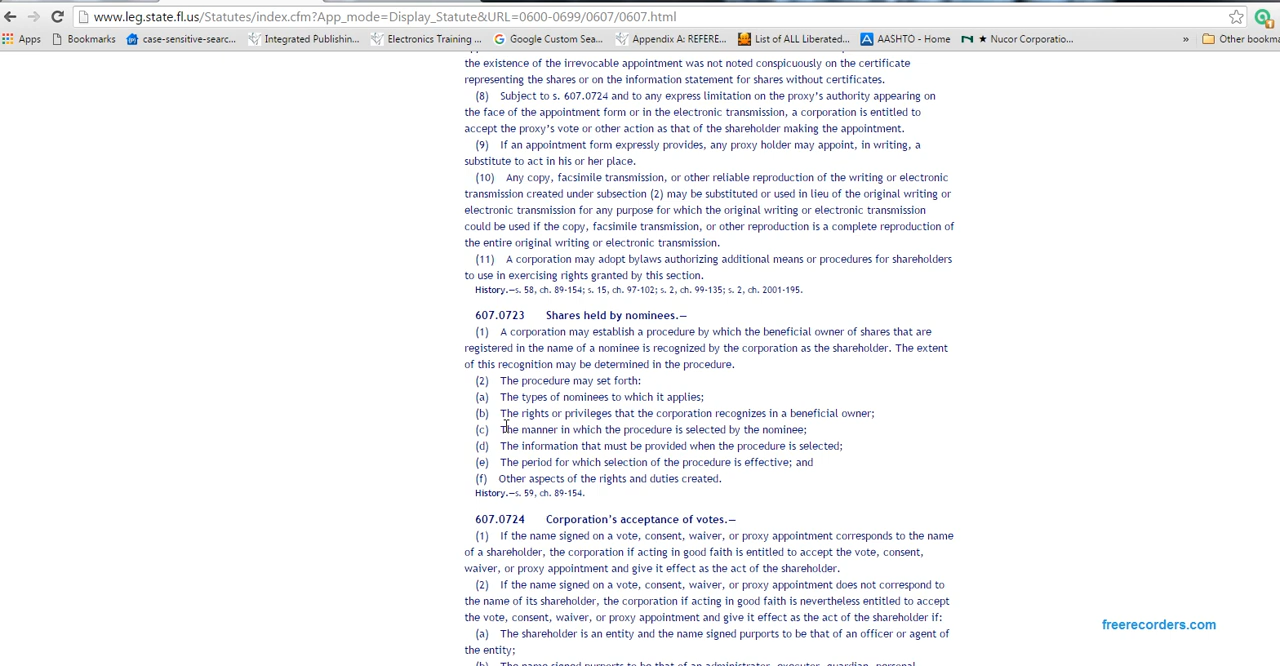 www.leg.state.fl.us/Statutes/index.cfm?App_mode=Display_Statute&URL=0600-0699/0607/0607.html
Apps Bookmarks case-sensitive-searc... Integrated Publishin... Electronics Training ... Google Custom Sea... Appendix A: REFERE... List of ALL Liberated... AASHTO - Home ★ Nucor Corporatio... » Other bookma
the existence of the irrevocable appointment was not noted conspicuously on the certificate
representing the shares or on the information statement for shares without certificates.
(8) Subject to s. 607.0724 and to any express limitation on the proxy's authority appearing on
the face of the appointment form or in the electronic transmission, a corporation is entitled to
accept the proxy's vote or other action as that of the shareholder making the appointment.
(9) If an appointment form expressly provides, any proxy holder may appoint, in writing, a
substitute to act in his or her place.
(10) Any copy, facsimile transmission, or other reliable reproduction of the writing or electronic
transmission created under subsection (2) may be substituted or used in lieu of the original writing or
electronic transmission for any purpose for which the original writing or electronic transmission
could be used if the copy, facsimile transmission, or other reproduction is a complete reproduction of
the entire original writing or electronic transmission.
(11) A corporation may adopt bylaws authorizing additional means or procedures for shareholders
to use in exercising rights granted by this section.
History.—s. 58, ch. 89-154; s. 15, ch. 97-102; s. 2, ch. 99-135; s. 2, ch. 2001-195.
607.0723 Shares held by nominees.—
(1) A corporation may establish a procedure by which the beneficial owner of shares that are
registered in the name of a nominee is recognized by the corporation as the shareholder. The extent
of this recognition may be determined in the procedure.
(2) The procedure may set forth:
(a) The types of nominees to which it applies;
(b) The rights or privileges that the corporation recognizes in a beneficial owner;
(c) The manner in which the procedure is selected by the nominee;
(d) The information that must be provided when the procedure is selected;
(e) The period for which selection of the procedure is effective; and
(f) Other aspects of the rights and duties created.
History.—s. 59, ch. 89-154.
607.0724 Corporation's acceptance of votes.—
(1) If the name signed on a vote, consent, waiver, or proxy appointment corresponds to the name
of a shareholder, the corporation if acting in good faith is entitled to accept the vote, consent,
waiver, or proxy appointment and give it effect as the act of the shareholder.
(2) If the name signed on a vote, consent, waiver, or proxy appointment does not correspond to
the name of its shareholder, the corporation if acting in good faith is nevertheless entitled to accept
the vote, consent, waiver, or proxy appointment and give it effect as the act of the shareholder if:
(a) The shareholder is an entity and the name signed purports to be that of an officer or agent of
the entity;
(b) The name signed purports to be that of an administrator, executor, guardian, personal
freerecorders.com